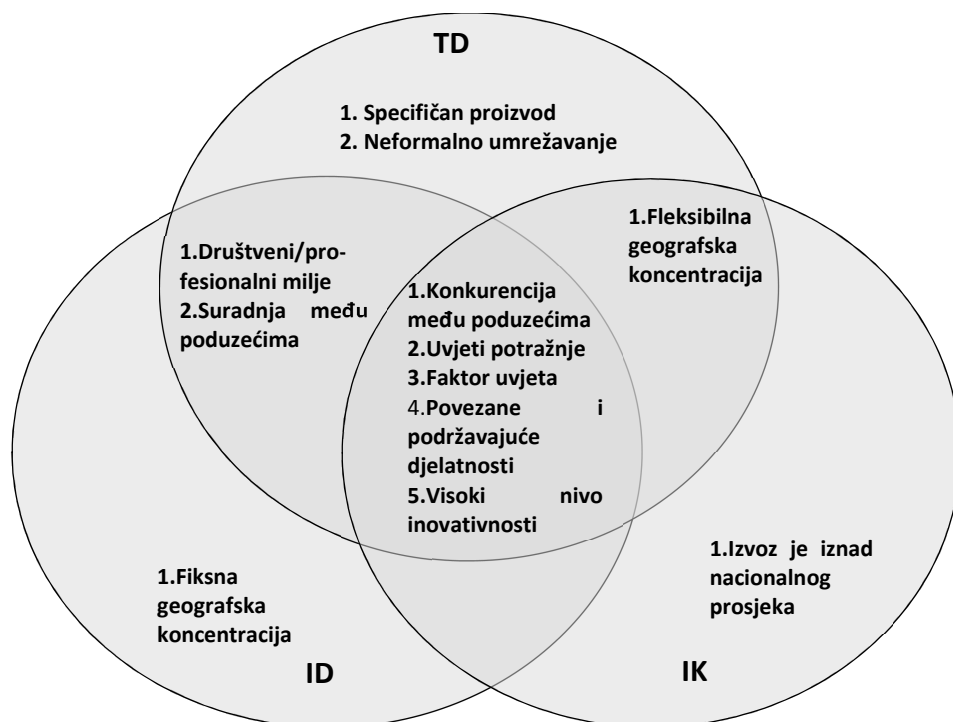 TD
1. Specifičan proizvod
2. Neformalno umrežavanje
1.Društveni/pro-
fesionalni milje
2.Suradnja među
poduzećima
1.Konkurencija
među poduzećima
2.Uvjeti potražnje
3.Faktor uvjeta
4.Povezane i
podržavajuće
djelatnosti
5.Visoki nivo
inovativnosti
1.Fleksibilna
geografska
koncentracija
1.Fiksna
geografska
koncentracija
ID
1.Izvoz je iznad
nacionalnog
prosjeka
IK